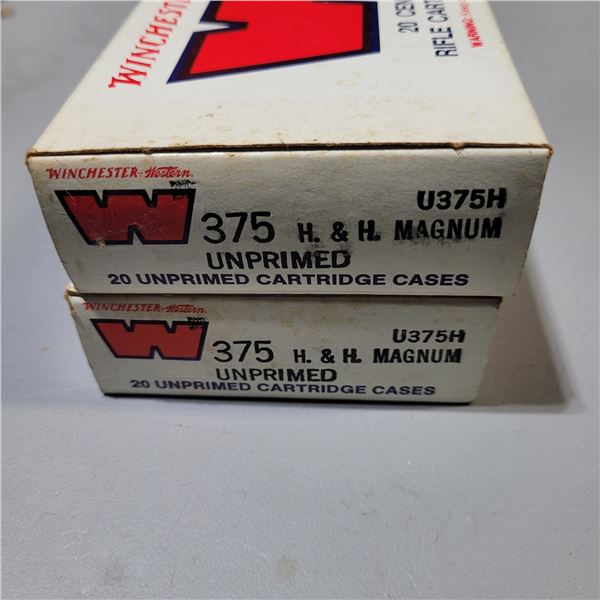 WINCHESTER
W
20 CEN
RIFLE CART
WARNING:
WINCHESTER-Western.
W
375 H. & H. MAGNUM
U375H
UNPRIMED
20 UNPRIMED CARTRIDGE CASES
WINCHESTER-Western.
W
375 H. & H. MAGNUM
U375H
UNPRIMED
20 UNPRIMED CARTRIDGE CASES